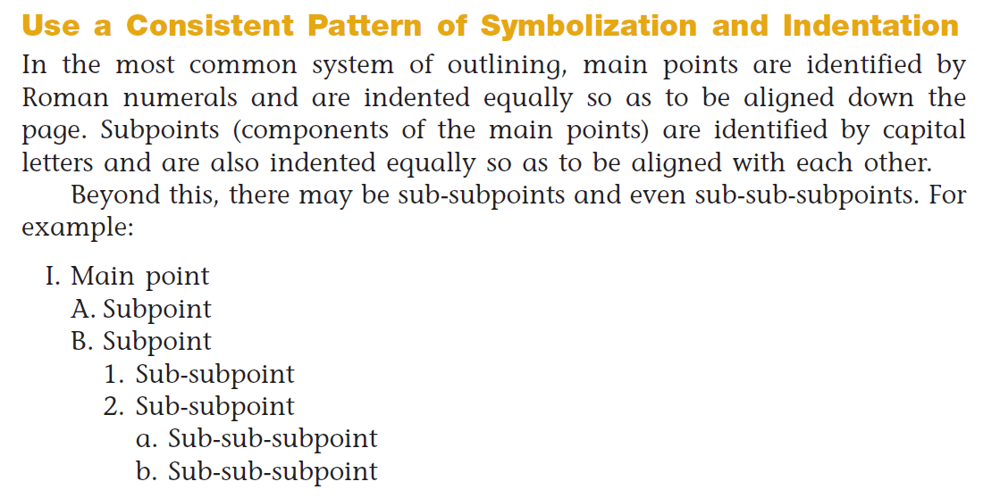 Use a Consistent Pattern of Symbolization and Indentation
In the most common system of outlining, main points are identified by
Roman numerals and are indented equally so as to be aligned down the
page. Subpoints (components of the main points) are identified by capital
letters and are also indented equally so as to be aligned with each other.
Beyond this, there may be sub-subpoints and even sub-sub-subpoints. For
example:
I. Main point
A. Subpoint
B. Subpoint
1. Sub-subpoint
2. Sub-subpoint
a. Sub-sub-subpoint
b. Sub-sub-subpoint